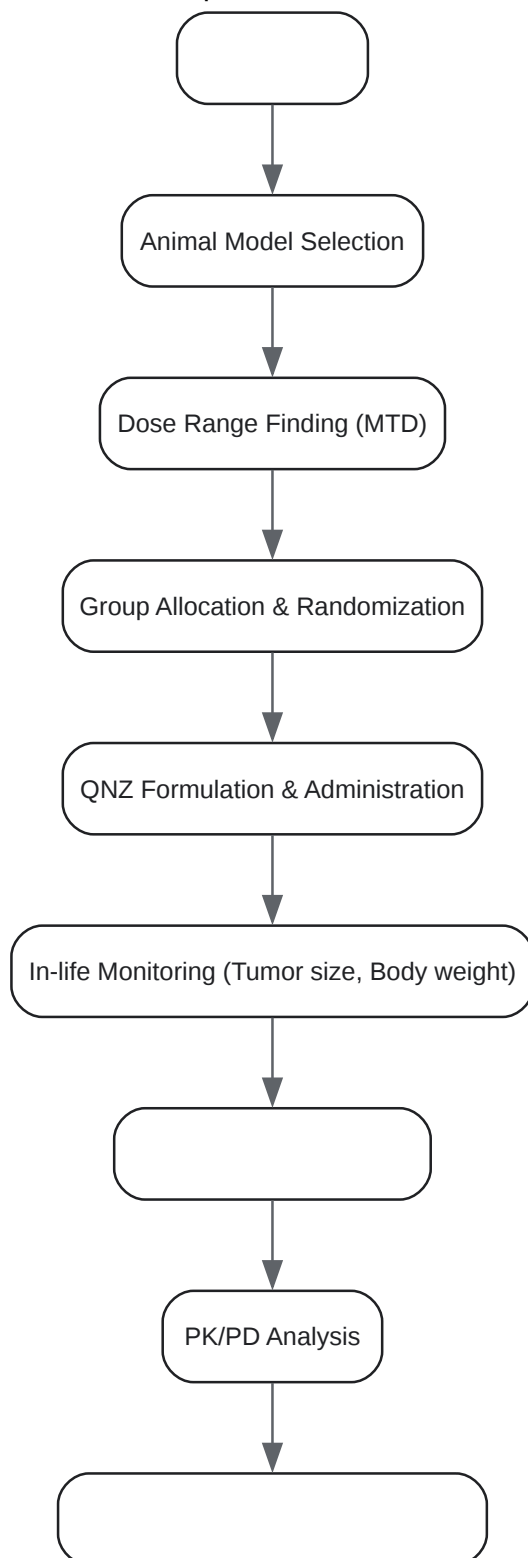 Animal Model Selection
Dose Range Finding (MTD)
Group Allocation & Randomization
QNZ Formulation & Administration
In-life Monitoring (Tumor size, Body weight)
PK/PD Analysis